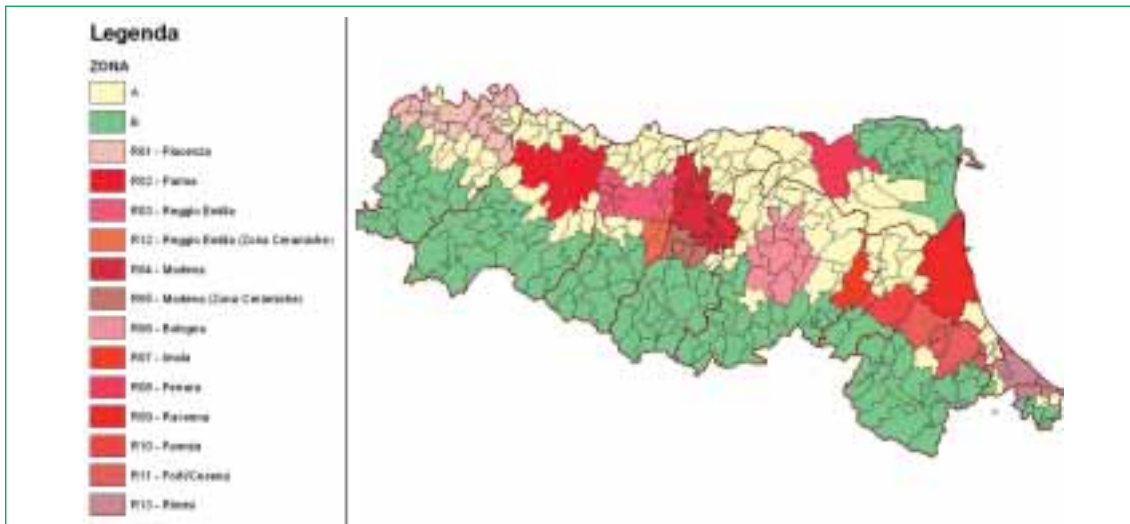 Legenda
ZONA
A
B
R01 - Piacenza
R02 - Parma
R03 - Reggio Emilia
R12 - Reggio Emilia (Zona Ceramiche)
R04 - Modena
R05 - Modena (Zona Ceramiche)
R06 - Bologna
R07 - Imola
R08 - Ferrara
R09 - Ravenna
R10 - Faenza
R11 - Forlì/Cesena
R13 - Rimini